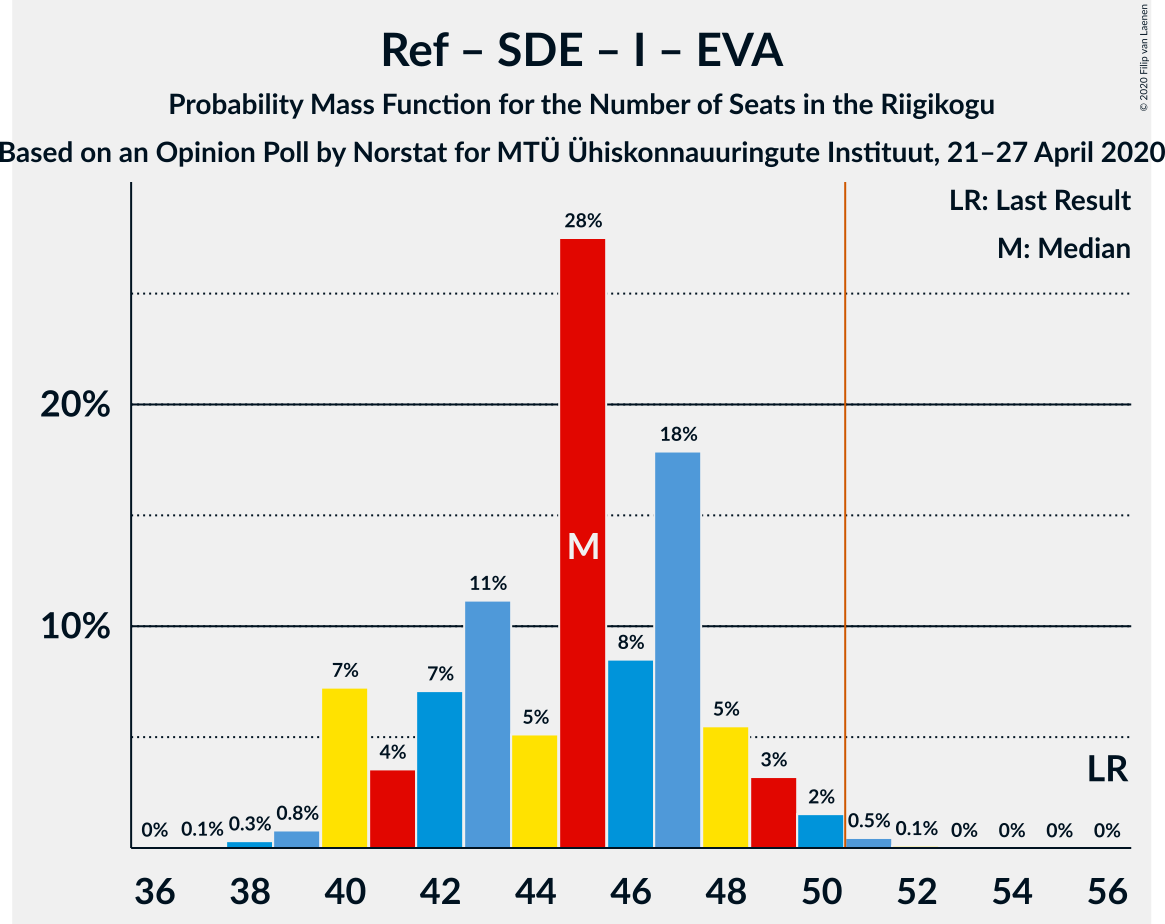 Ref – SDE – I – EVA
Probability Mass Function for the Number of Seats in the Riigikogu
Based on an Opinion Poll by Norstat for MTÜ Ühiskonnauuringute Instituut, 21–27 April 2020
© 2020 Filip van Laenen
LR: Last Result
M: Median
28%
20%
18%
M
11%
10%
8%
7%
7%
5%
5%
4%
3%
LR
2%
0%
0.1%
0.3%
0.8%
0.5%
0.1%
0%
0%
0%
0%
36 38 40 42 44 46 48 50 52 54 56